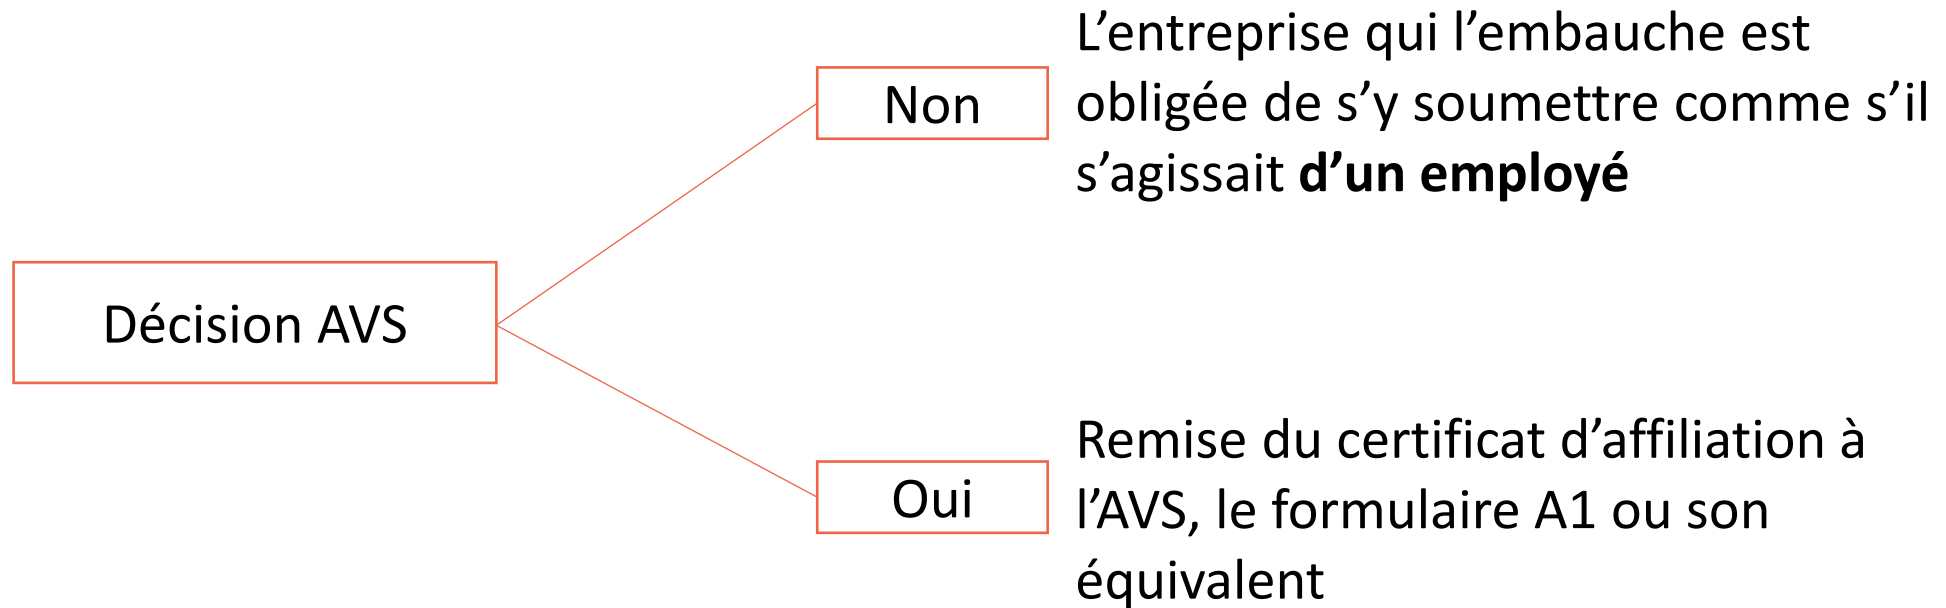 L’entreprise qui l’embauche est
obligée de s’y soumettre comme s’il
s’agissait d’un employé
Non
Décision AVS
Oui
Remise du certificat d’affiliation à
l’AVS, le formulaire A1 ou son
équivalent